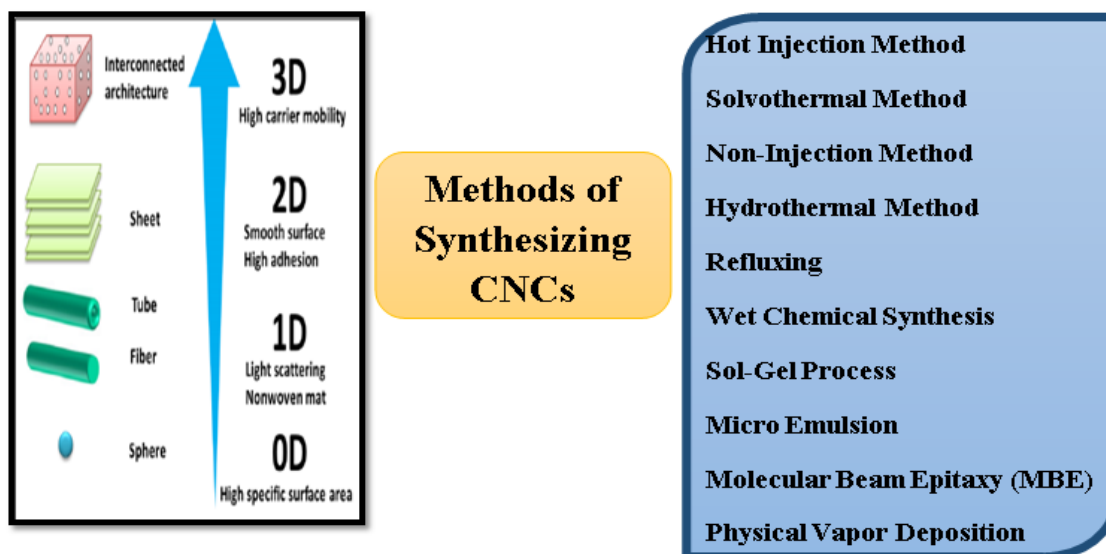 Interconnected
architecture
3D
High carrier mobility
Sheet
2D
Smooth surface
High adhesion
Tube
Fiber
1D
Light scattering
Nonwoven mat
Sphere
0D
High specific surface area
Methods of
Synthesizing
CNCs
Hot Injection Method
Solvothermal Method
Non-Injection Method
Hydrothermal Method
Refluxing
Wet Chemical Synthesis
Sol-Gel Process
Micro Emulsion
Molecular Beam Epitaxy (MBE)
Physical Vapor Deposition